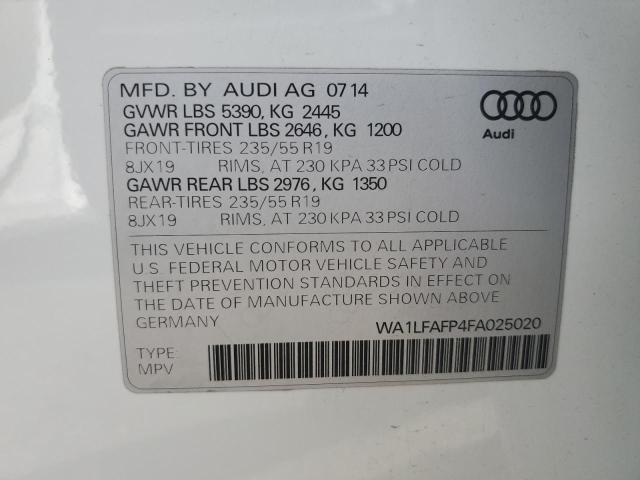 MFD. BY AUDI AG 07 14
GVWR LBS 5390, KG 2445
GAWR FRONT LBS 2646, KG 1200
FRONT-TIRES 235/55 R19
8JX19 RIMS, AT 230 KPA 33 PSI COLD
GAWR REAR LBS 2976, KG 1350
REAR-TIRES 235/55 R19
8JX19 RIMS, AT 230 KPA 33 PSI COLD
Audi
THIS VEHICLE CONFORMS TO ALL APPLICABLE
U.S. FEDERAL MOTOR VEHICLE SAFETY AND
THEFT PREVENTION STANDARDS IN EFFECT ON
THE DATE OF MANUFACTURE SHOWN ABOVE
GERMANY WA1LFAFP4FA025020
TYPE:
MPV